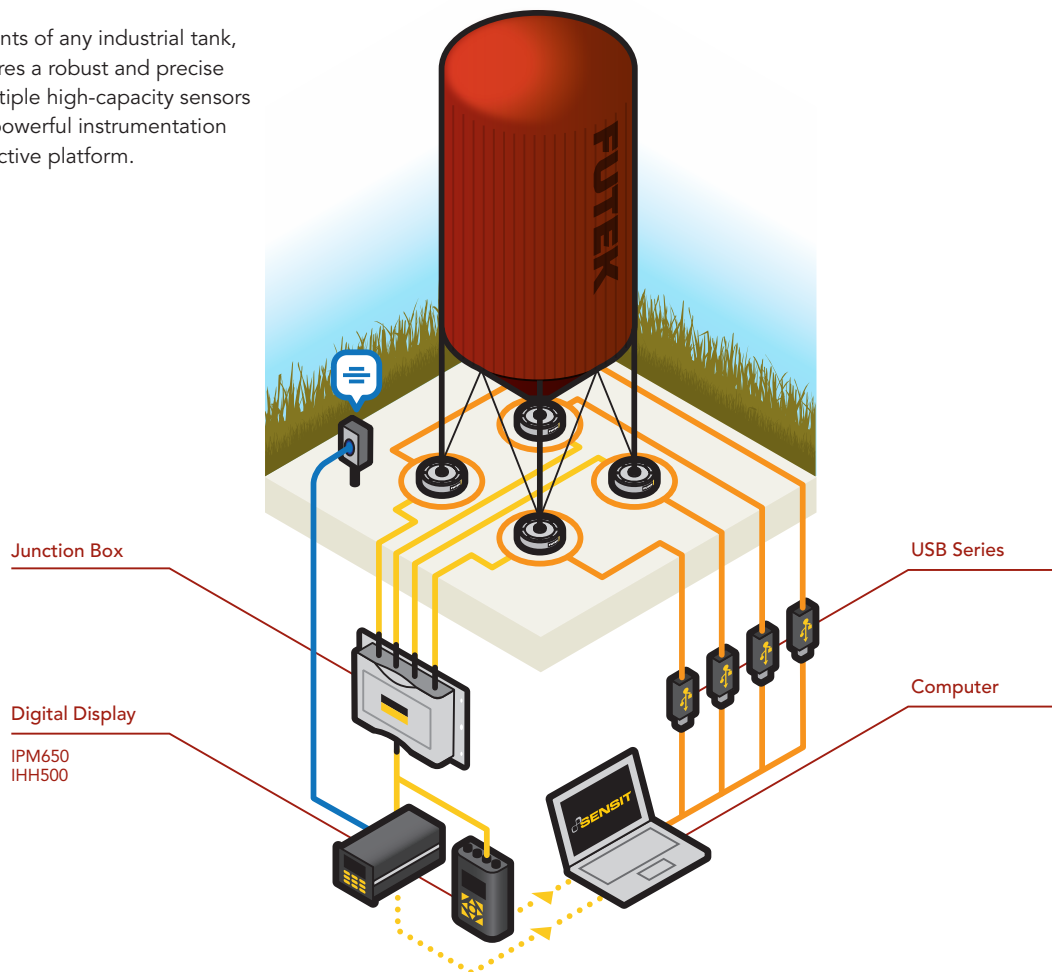 nts of any industrial tank,
res a robust and precise
tiple high-capacity sensors
powerful instrumentation
ctive platform.
FUTEK
Junction Box
USB Series
Digital Display
IPM650
IHH500
Computer
SENSIT